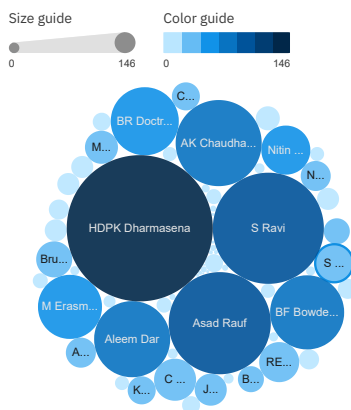 Size guide
Color guide
0
146
0
146
C...
BR Doctr...
AK Chaudha...
M...
Nitin ...
N...
HDPK Dharmasena
S Ravi
Bru...
S ...
M Erasm...
BF Bowde...
Asad Rauf
Aleem Dar
A...
RE...
C ...
B...
K...
J...